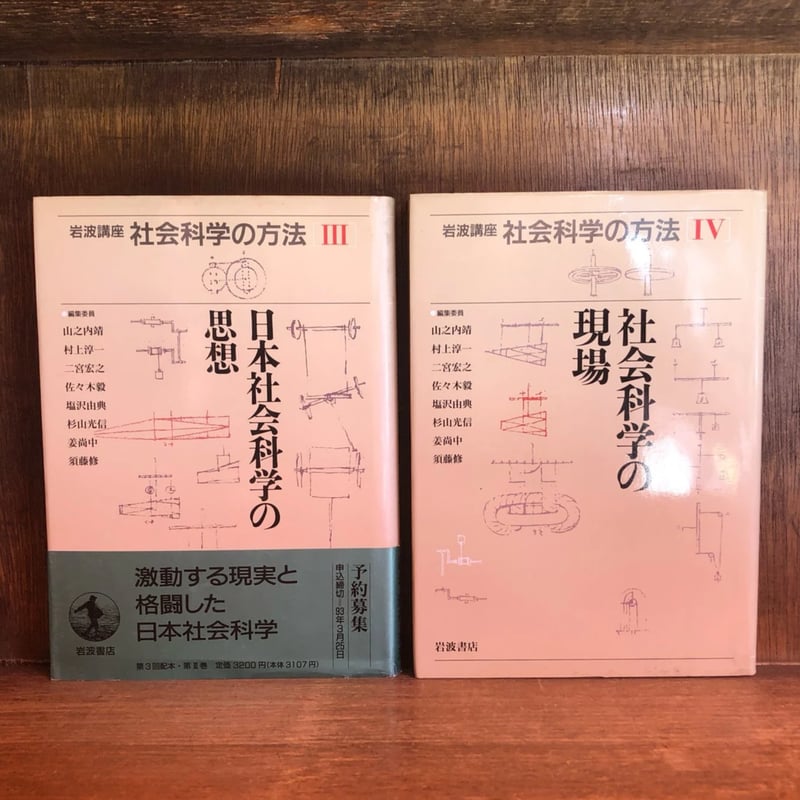 岩波講座 社会科学の方法 III
編集委員
山之内靖
村上淳一
二宮宏之
佐々木毅
塩沢由典
杉山光信
姜尚中
須藤修
日本社会科学の
思想
予約募集
申込締切=93年3月25日
激動する現実と
格闘した
日本社会科学
岩波書店
第3回配本・第Ⅲ巻 定価3200円(本体3107円)
岩波講座 社会科学の方法 IV
編集委員
山之内靖
村上淳一
二宮宏之
佐々木毅
塩沢由典
杉山光信
姜尚中
須藤修
社会科学の
現場
岩波書店